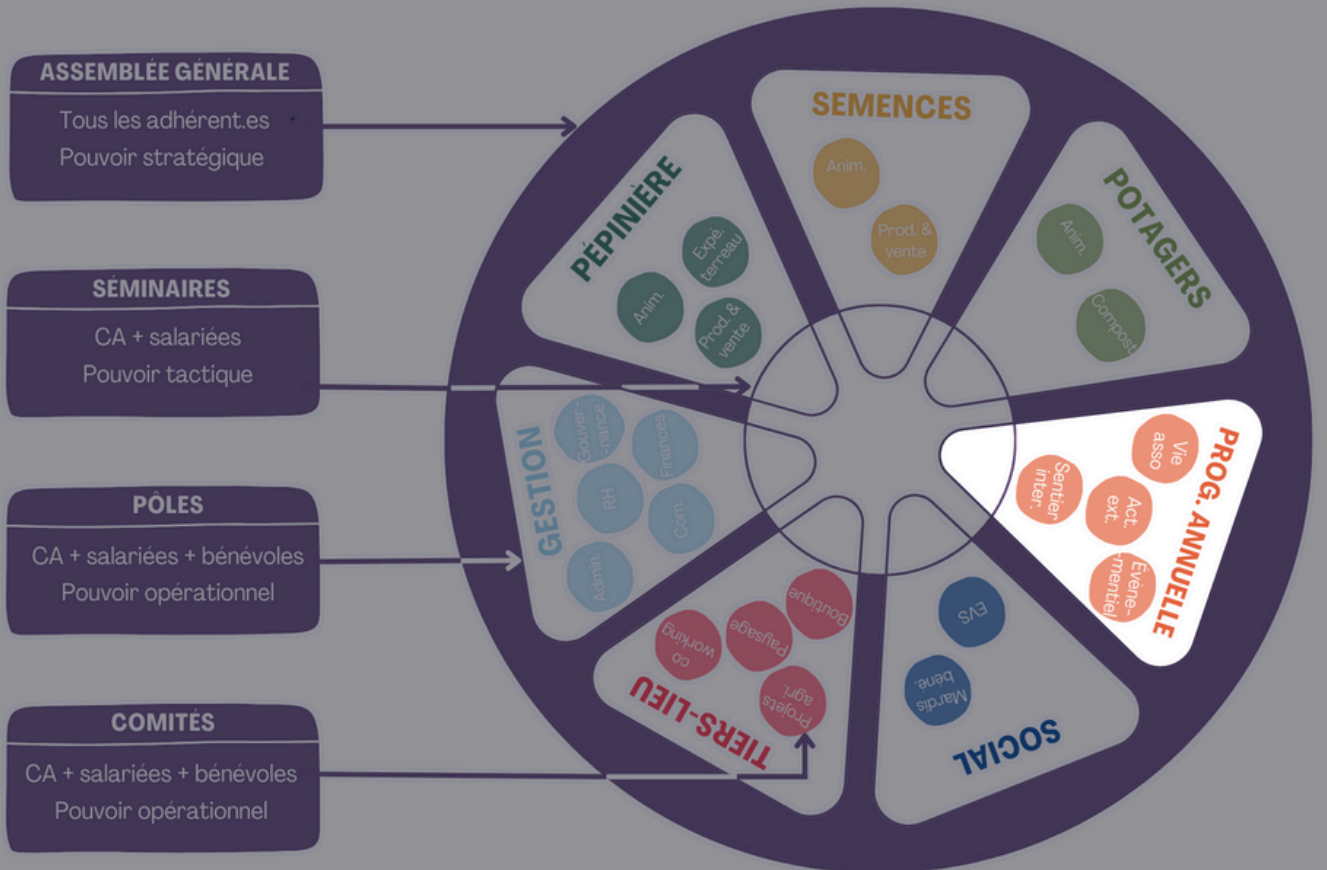 ASSEMBLÉE GÉNÉRALE
Tous les adhérent.es
Pouvoir stratégique
SÉMINAIRES
CA + salariées
Pouvoir tactique
PÔLES
CA + salariées + bénévoles
Pouvoir opérationnel
COMITÉS
CA + salariées + bénévoles
Pouvoir opérationnel
SEMENCES
Anim.
Prod. &
vente
POTAGERS
Anim.
Compost
PROG. ANNUELLE
Vie
asso
Act.
ext.
Sentier
inter.
Évène-
-mentiel
SOCIAL
EVS
Mardis
béné.
TIERS-LIEU
Boutique
Paysage
co
working
Projets
agri.
GESTION
Gouver-
-nance
Finances
RH
Com.
Admin.
PÉPINIÈRE
Expé.
terreau
Anim.
Prod. &
vente